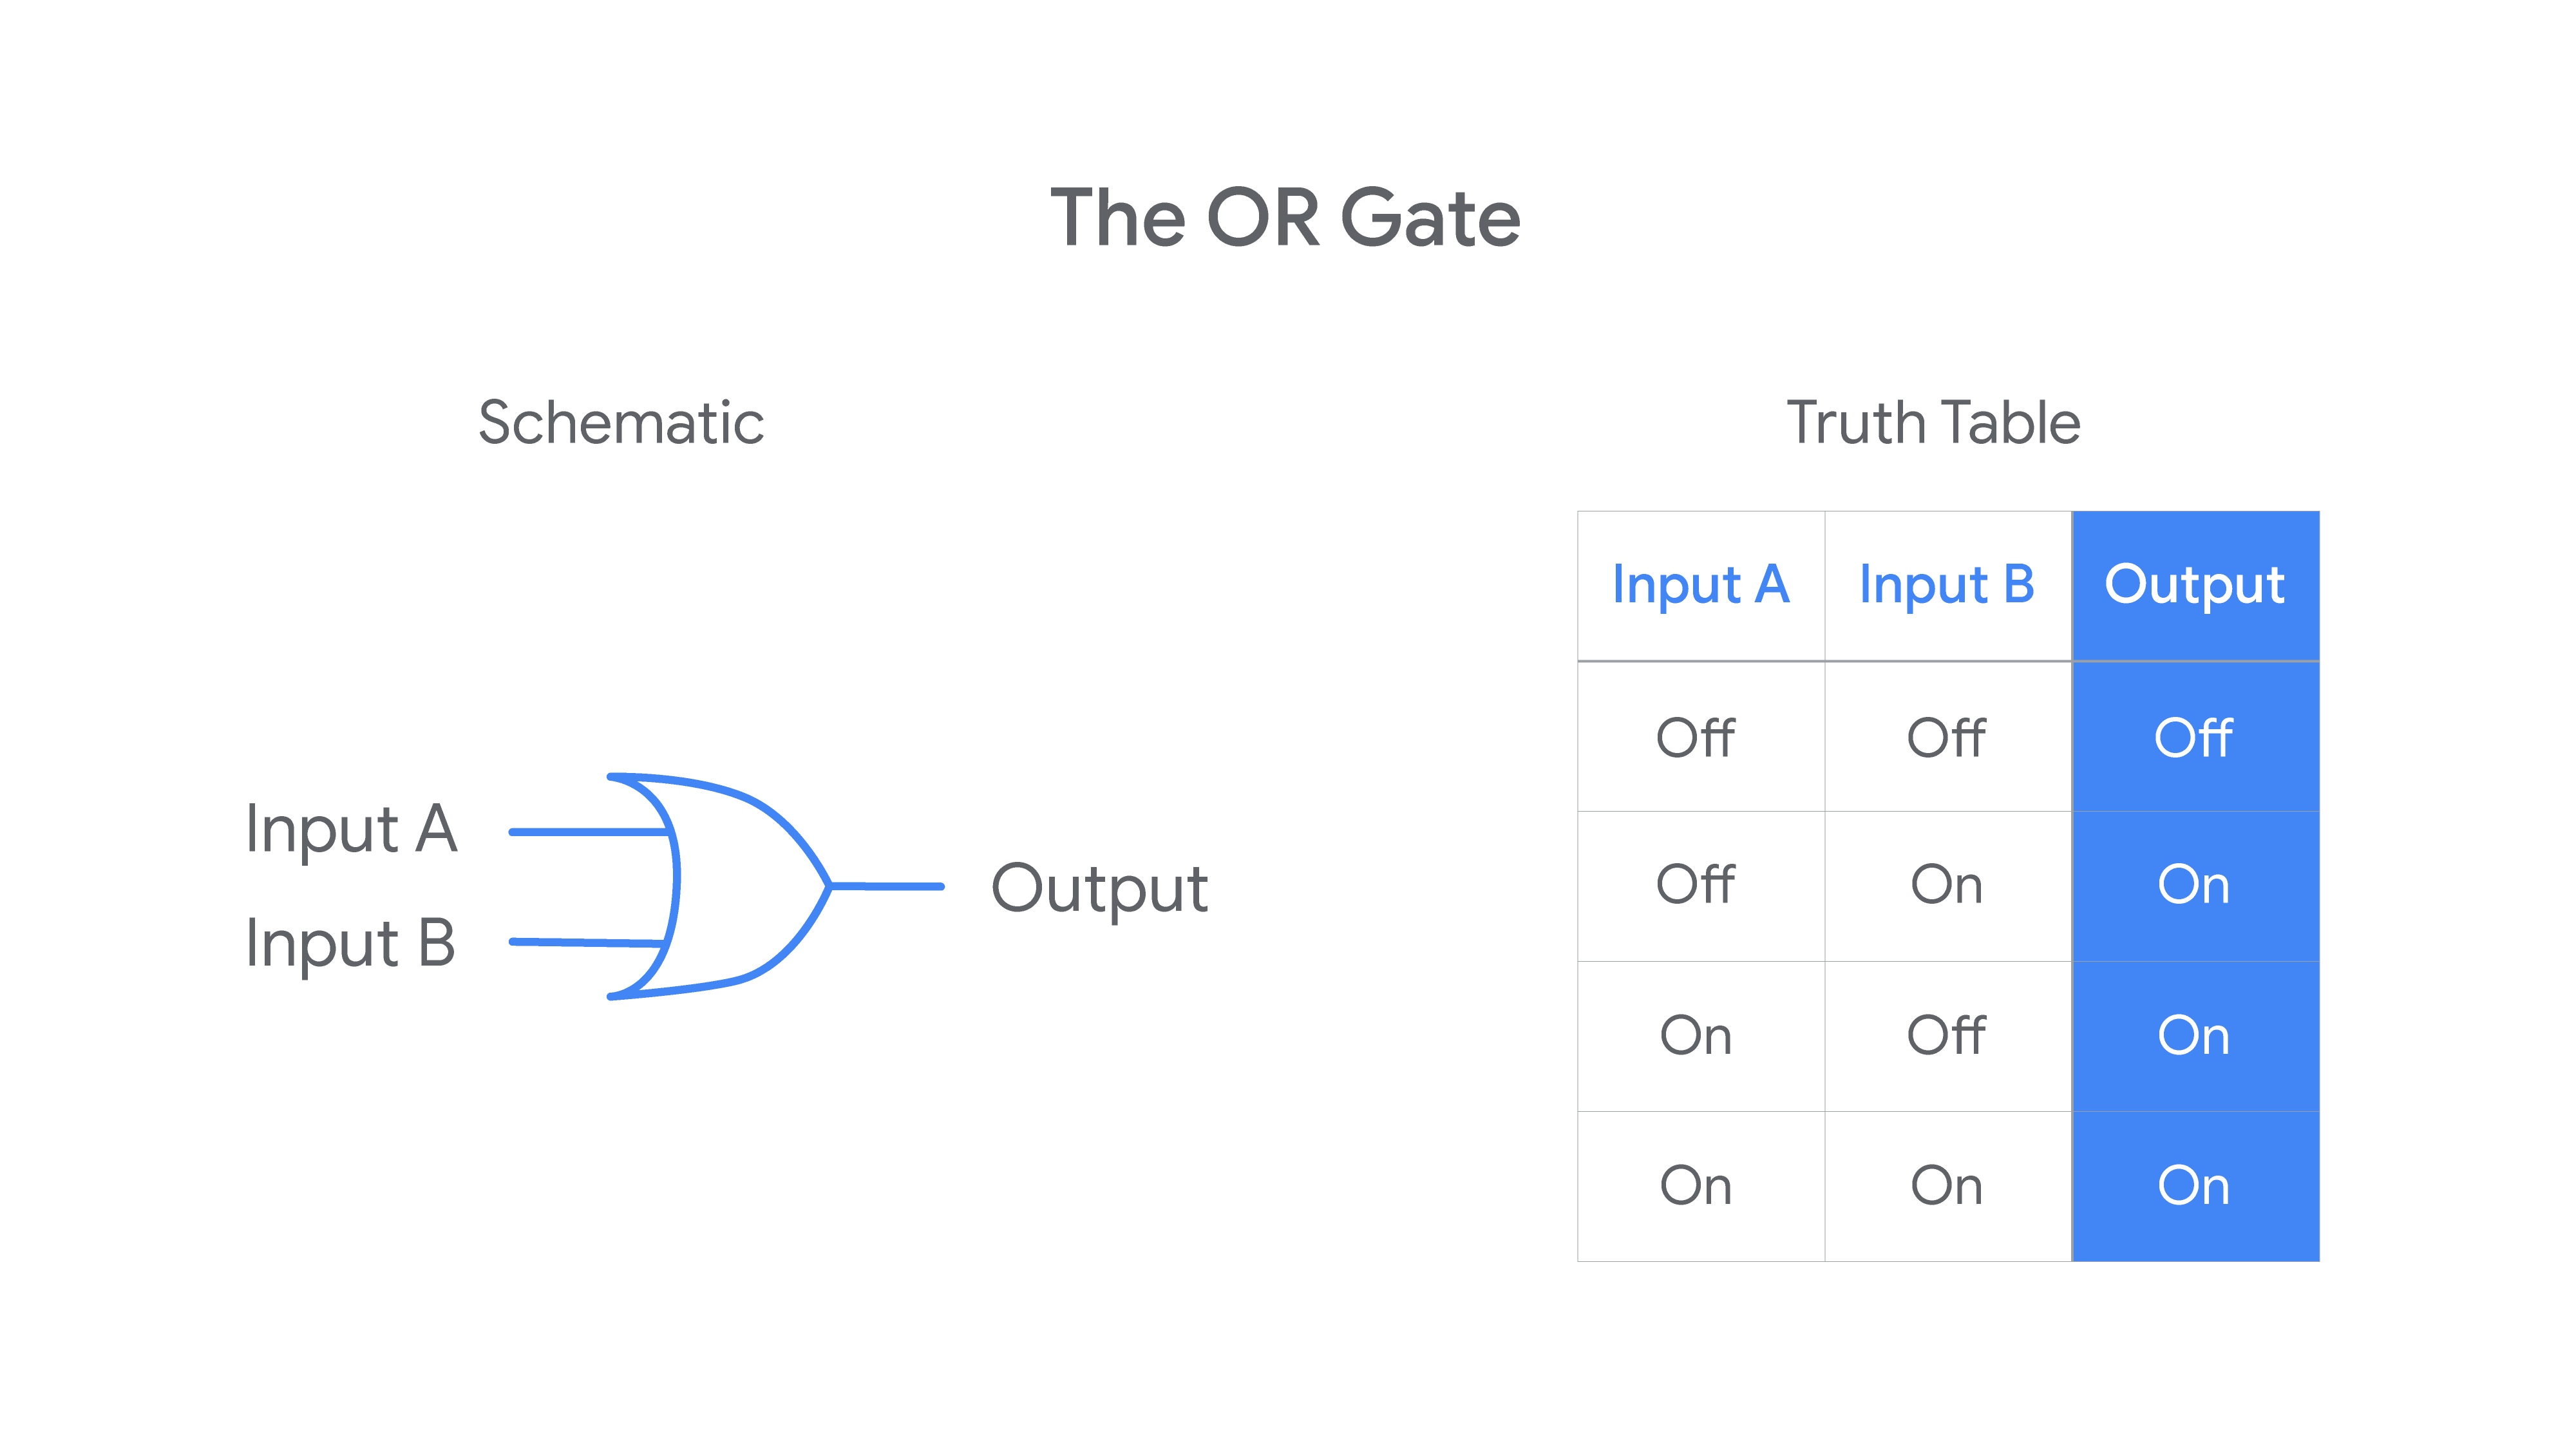 The OR Gate
Schematic
Input A
Input B
Output
Truth Table
Input A Input B Output
Off Off Off
Off On On
On Off On
On On On